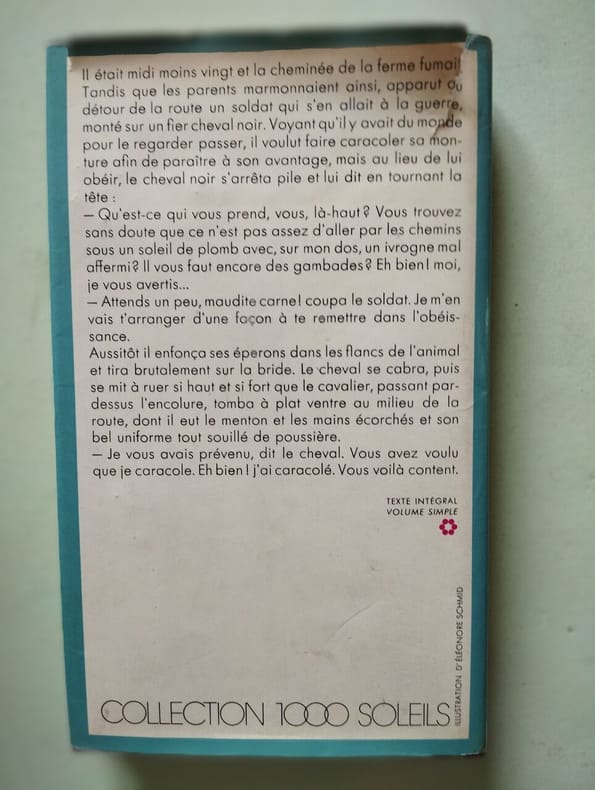 Il était midi moins vingt et la cheminée de la ferme fumait
Tandis que les parents marmonnaient ainsi, apparut au
détour de la route un soldat qui s'en allait à la guerre,
monté sur un fier cheval noir. Voyant qu'il y avait du monde
pour le regarder passer, il voulut faire caracoler sa mon-
ture afin de paraître à son avantage, mais au lieu de lui
obéir, le cheval noir s'arrêta pile et lui dit en tournant la
tête :
— Qu'est-ce qui vous prend, vous, là-haut? Vous trouvez
sans doute que ce n'est pas assez d'aller par les chemins
sous un soleil de plomb avec, sur mon dos, un ivrogne mal
affermi? Il vous faut encore des gambades? Eh bien! moi,
je vous avertis...
— Attends un peu, maudite carne! coupa le soldat. Je m'en
vais t'arranger d'une façon à te remettre dans l'obéis-
sance.
Aussitôt il enfonça ses éperons dans les flancs de l'animal
et tira brutalement sur la bride. Le cheval se cabra, puis
se mit à ruer si haut et si fort que le cavalier, passant par-
dessus l'encolure, tomba à plat ventre au milieu de la
route, dont il eut le menton et les mains écorchés et son
bel uniforme tout souillé de poussière.
— Je vous avais prévenu, dit le cheval. Vous avez voulu
que je caracole. Eh bien! j'ai caracolé. Vous voilà content.
TEXTE INTÉGRAL
VOLUME SIMPLE
ILLUSTRATION D'ÉLÉONORE SCHMID
COLLECTION 1000 SOLEILS